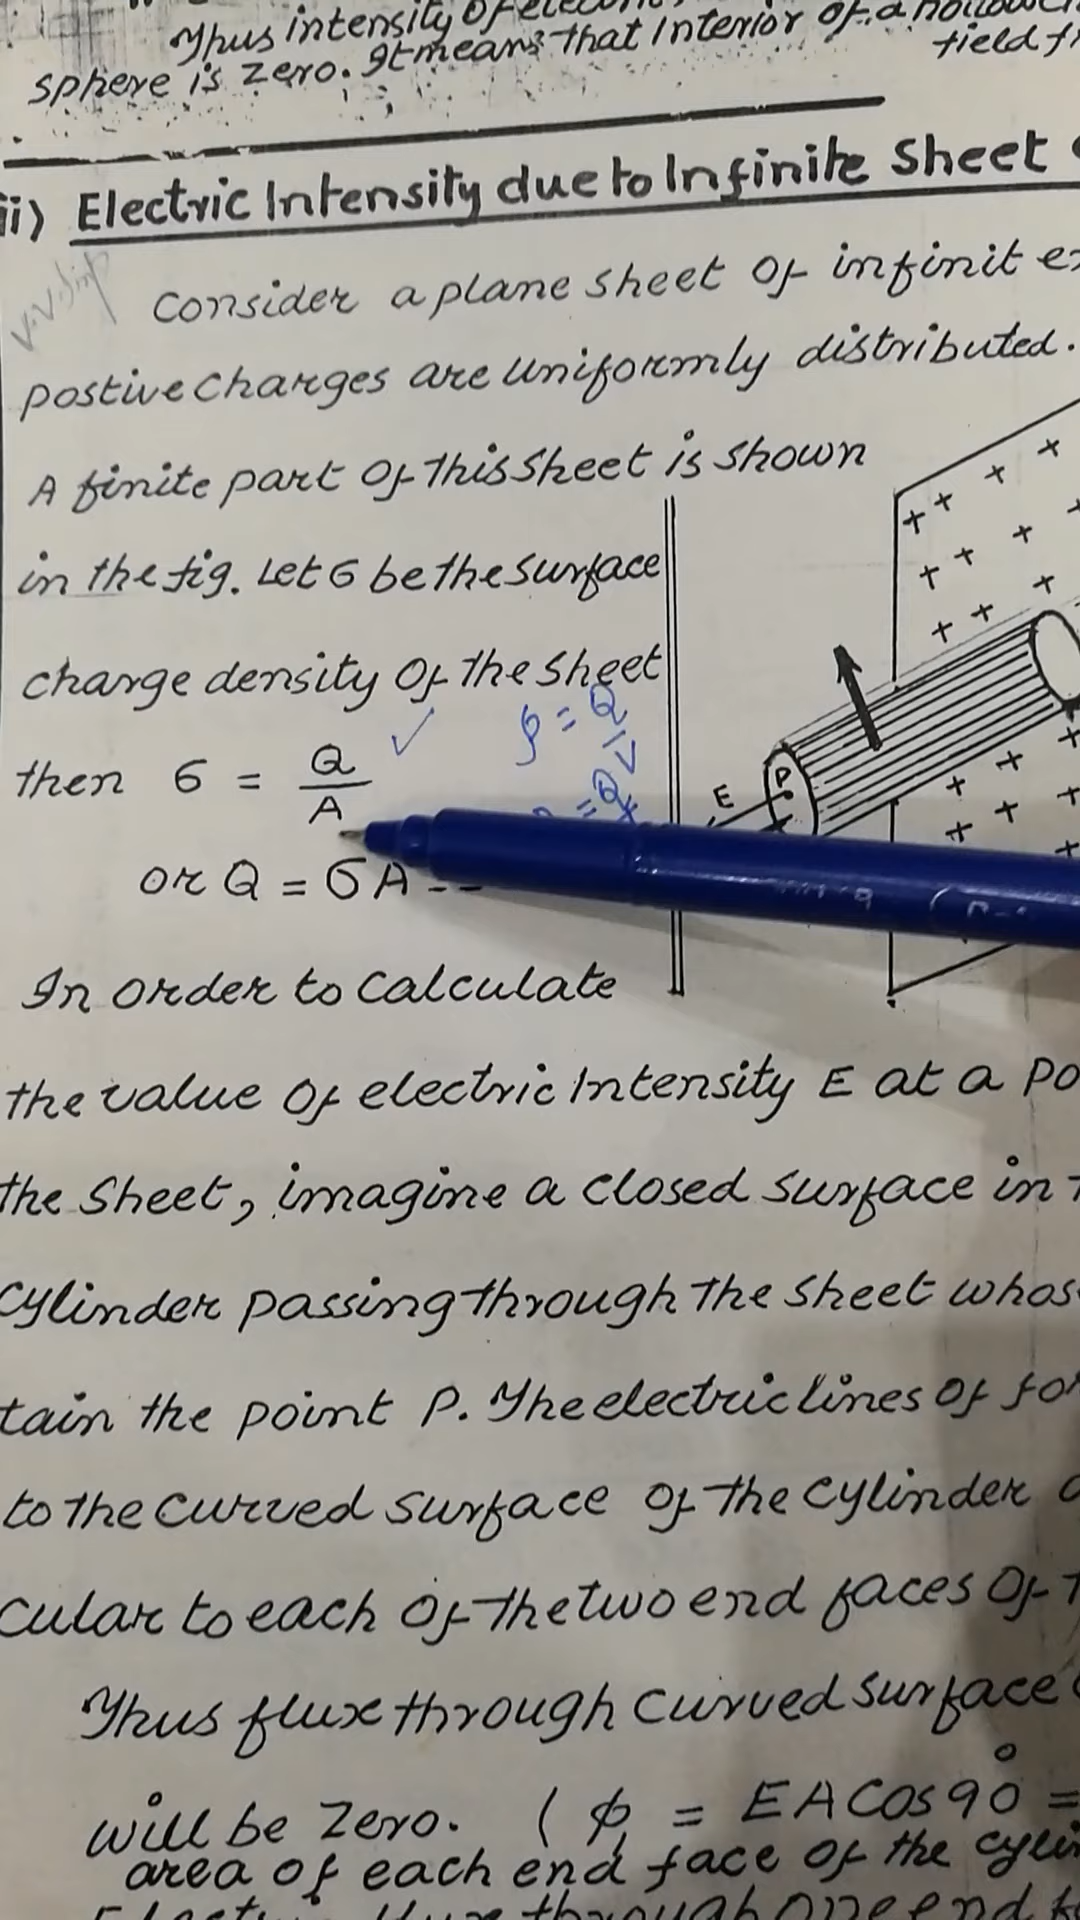 Thus intensity of
sphere is zero. It means that Interior of a hollow
field
ii) Electric Intensity due to Infinite Sheet
V.V.Imp
Consider a plane sheet of infinit
postive charges are uniformly distributed.
A finite part of this sheet is shown
in the fig. Let σ be the surface
charge density of the sheet
then σ = Q/A ✓
ρ = Q/V
or Q = σA --
E
P
In order to Calculate
the value of electric Intensity E at a
the Sheet, imagine a closed surface in
Cylinder passing through the sheet
tain the point P. The electric lines of
to the curved surface of the cylinder
cular to each of the two end faces of
Thus flux through curved surface
will be zero. ( φ = EA Cos 90° =
area of each end face of the
through one end